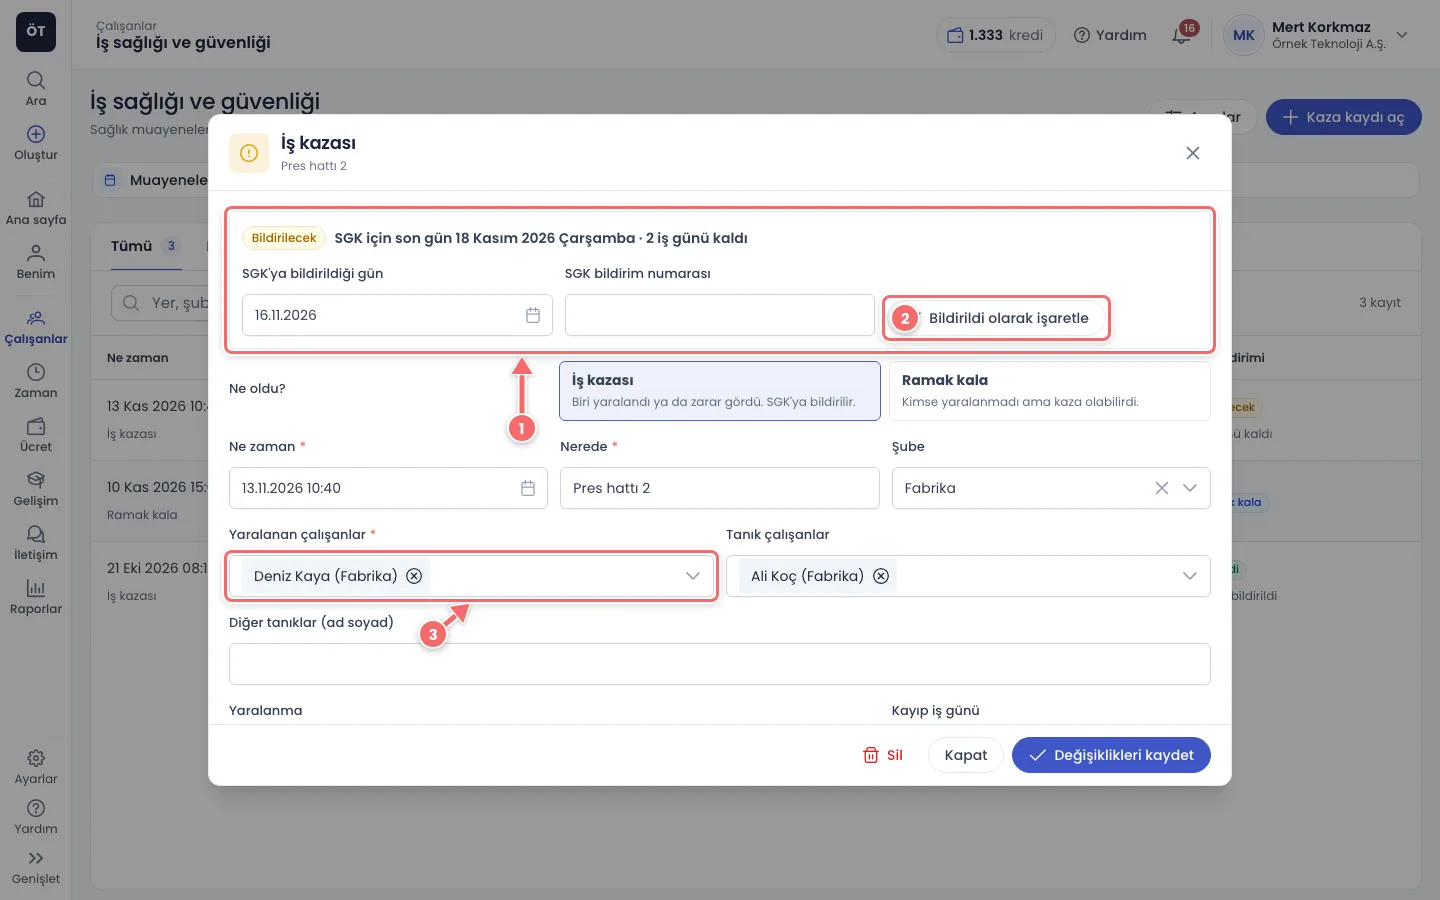 ÖT
Çalışanlar
İş sağlığı ve güvenliği
1.333 kredi
Yardım
16
MK
Mert Korkmaz
Örnek Teknoloji A.Ş.
Ara
Oluştur
Ana sayfa
Benim
Çalışanlar
Zaman
Ücret
Gelişim
İletişim
Raporlar
Ayarlar
Yardım
Genişlet
İş sağlığı ve güvenliği
Sağlık muayeneler
Kaza kaydı aç
Muayenele
Tümü 3
Yer, şub
3 kayıt
Ne zaman
dirimi
13 Kas 2026 10:
İş kazası
ecek
ü kaldı
10 Kas 2026 15:
Ramak kala
k kala
21 Eki 2026 08:1
İş kazası
di
bildirildi
İş kazası
Pres hattı 2
Bildirilecek SGK için son gün 18 Kasım 2026 Çarşamba · 2 iş günü kaldı
SGK'ya bildirildiği gün
SGK bildirim numarası
16.11.2026
2
Bildirildi olarak işaretle
1
Ne oldu?
İş kazası
Biri yaralandı ya da zarar gördü. SGK'ya bildirilir.
Ramak kala
Kimse yaralanmadı ama kaza olabilirdi.
Ne zaman *
Nerede *
Şube
13.11.2026 10:40
Pres hattı 2
Fabrika
Yaralanan çalışanlar *
Tanık çalışanlar
Deniz Kaya (Fabrika)
Ali Koç (Fabrika)
3
Diğer tanıklar (ad soyad)
Yaralanma
Kayıp iş günü
Sil
Kapat
Değişiklikleri kaydet